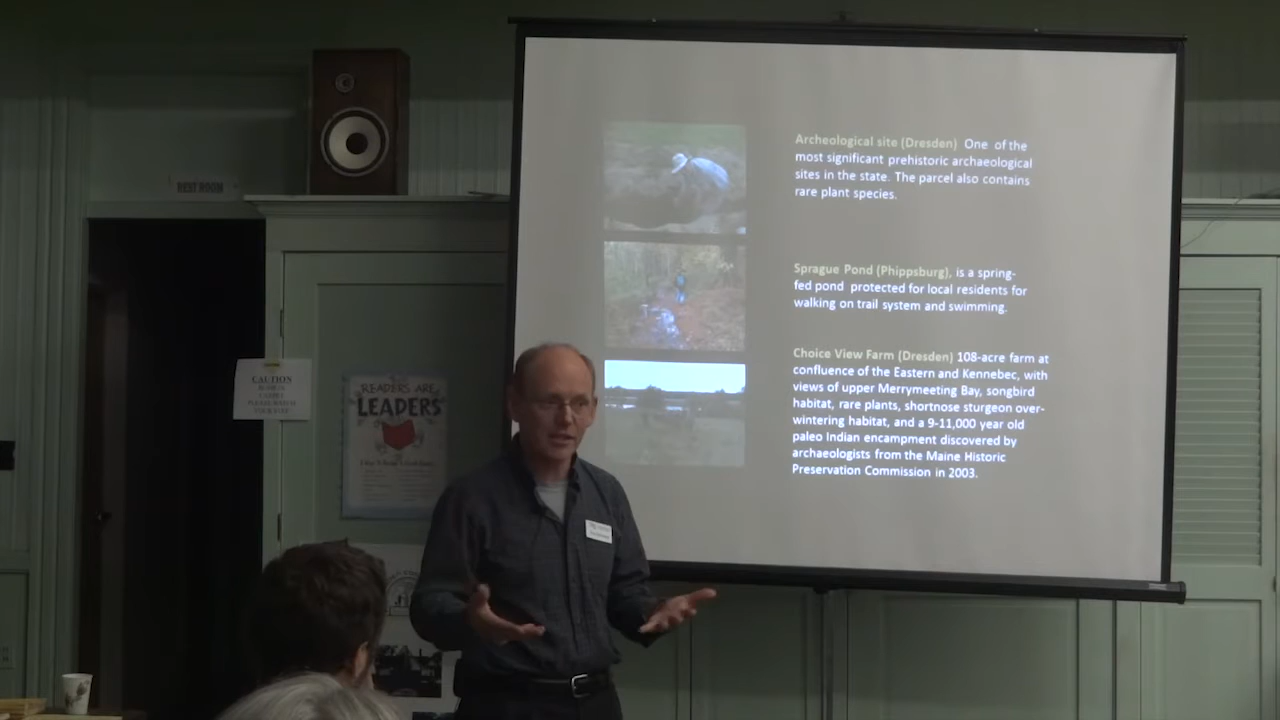 REST ROOM
Archeological site (Dresden) One of the
most significant prehistoric archaeological
sites in the state. The parcel also contains
rare plant species.
Sprague Pond (Phippsburg), is a spring-
fed pond protected for local residents for
walking on trail system and swimming.
Choice View Farm (Dresden) 108-acre farm at
confluence of the Eastern and Kennebec, with
views of upper Merrymeeting Bay, songbird
habitat, rare plants, shortnose sturgeon over-
wintering habitat, and a 9-11,000 year old
paleo Indian encampment discovered by
archaeologists from the Maine Historic
Preservation Commission in 2003.
CAUTION
PLEASE WATCH
YOUR STEP
READERS ARE
LEADERS